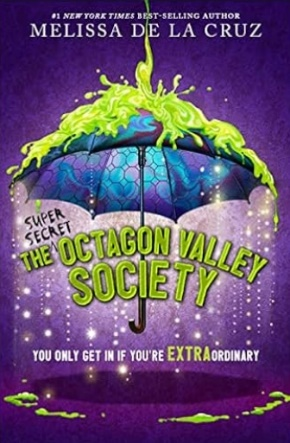 #1 NEW YORK TIMES BEST-SELLING AUTHOR
MELISSA DE LA CRUZ
SUPER
SECRET
THE OCTAGON VALLEY
SOCIETY
YOU ONLY GET IN IF YOU'RE EXTRAORDINARY